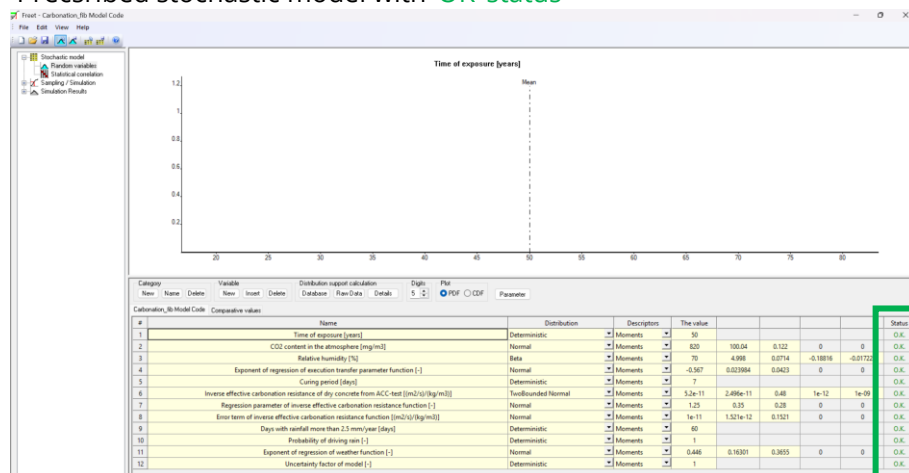 Prescribed stochastic model with 'OK' status
Freet - Carbonation_fib Model Code
File Edit View Help
Stochastic model
Random variables
Statistical correlation
Sampling / Simulation
Simulation Results
Time of exposure [years]
Mean
1.2
1
0.8
0.6
0.4
0.2
20 25 30 35 40 45 50 55 60 65 70 75 80
Category Variable Distribution support calculation Digits Plot
New Name Delete New Insert Delete Database Raw Data Details 5 PDF CDF Parameter
Carbonation_fib Model Code Comparative values
# Name Distribution Descriptors The value Status
1 Time of exposure [years] Deterministic Moments 50 O.K.
2 CO2 content in the atmosphere [mg/m3] Normal Moments 820 100.04 0.122 0 0 O.K.
3 Relative humidity [%] Beta Moments 70 4.998 0.0714 -0.18816 -0.01722 O.K.
4 Exponent of regression of execution transfer parameter function [-] Normal Moments -0.567 0.023984 0.0423 0 0 O.K.
5 Curing period [days] Deterministic Moments 7 O.K.
6 Inverse effective carbonation resistance of dry concrete from ACC-test [(m2/s)/(kg/m3)] TwoBounded Normal Moments 5.2e-11 2.496e-11 0.48 1e-12 1e-09 O.K.
7 Regression parameter of inverse effective carbonation resistance function [-] Normal Moments 1.25 0.35 0.28 0 0 O.K.
8 Error term of inverse effective carbonation resistance function [(m2/s)/(kg/m3)] Normal Moments 1e-11 1.521e-12 0.1521 0 0 O.K.
9 Days with rainfall more than 2.5 mm/year [days] Deterministic Moments 60 O.K.
10 Probability of driving rain [-] Deterministic Moments 1 O.K.
11 Exponent of regression of weather function [-] Normal Moments 0.446 0.16301 0.3655 0 0 O.K.
12 Uncertainty factor of model [-] Deterministic Moments 1 O.K.